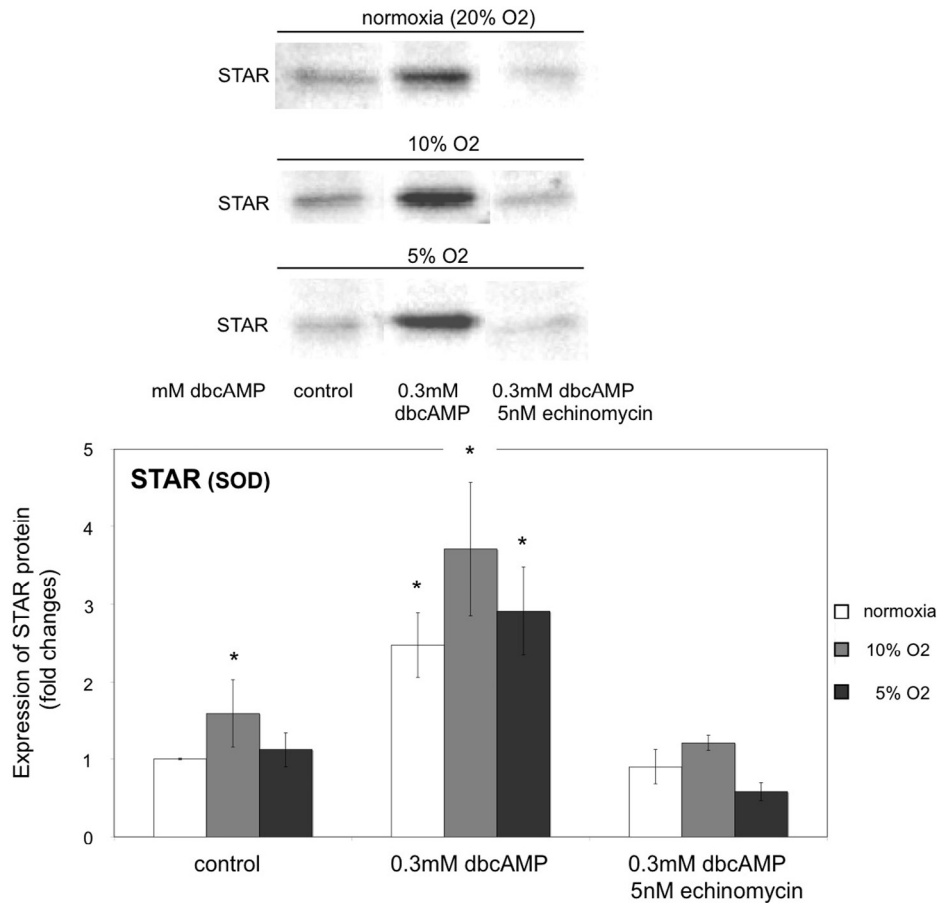 normoxia (20% O2)
STAR
10% O2
STAR
5% O2
STAR
mM dbcAMP control 0.3mM 0.3mM dbcAMP
dbcAMP 5nM echinomycin
5
4
3
2
1
0
Expression of STAR protein
(fold changes)
STAR (SOD)
*
*
*
*
normoxia
10% O2
5% O2
control 0.3mM dbcAMP 0.3mM dbcAMP
5nM echinomycin